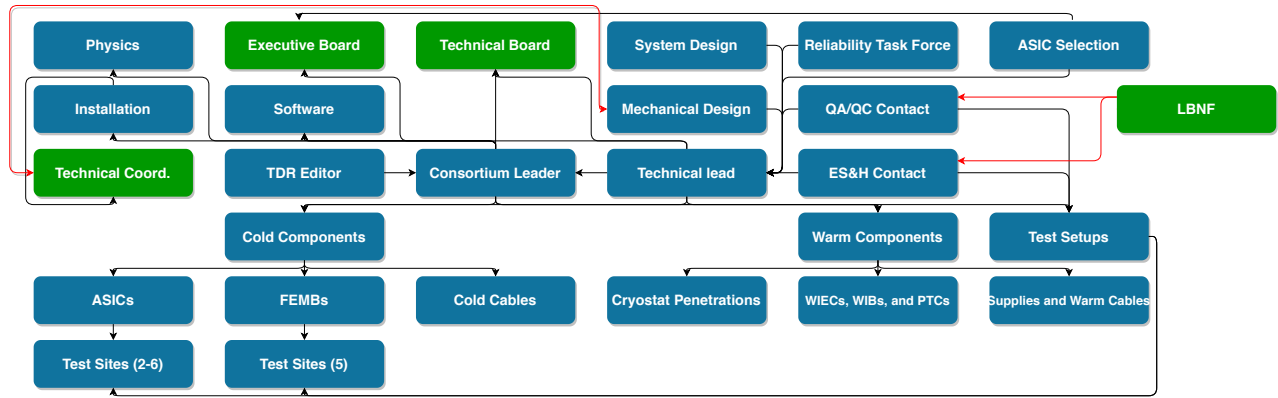 Physics
Executive Board
Technical Board
System Design
Reliability Task Force
ASIC Selection
Installation
Software
Mechanical Design
QA/QC Contact
LBNF
Technical Coord.
TDR Editor
Consortium Leader
Technical lead
ES&H Contact
Cold Components
Warm Components
Test Setups
ASICs
FEMBs
Cold Cables
Cryostat Penetrations
WIECs, WIBs, and PTCs
Supplies and Warm Cables
Test Sites (2-6)
Test Sites (5)